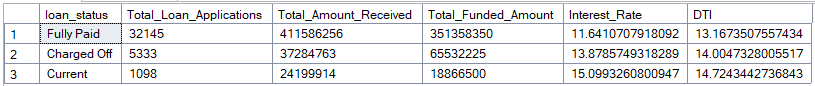 loan_status Total_Loan_Applications Total_Amount_Received Total_Funded_Amount Interest_Rate DTI
1 Fully Paid 32145 411586256 351358350 11.6410707918092 13.1673507557434
2 Charged Off 5333 37284763 65532225 13.8785749318289 14.0047328005517
3 Current 1098 24199914 18866500 15.0993260800947 14.7243442736843